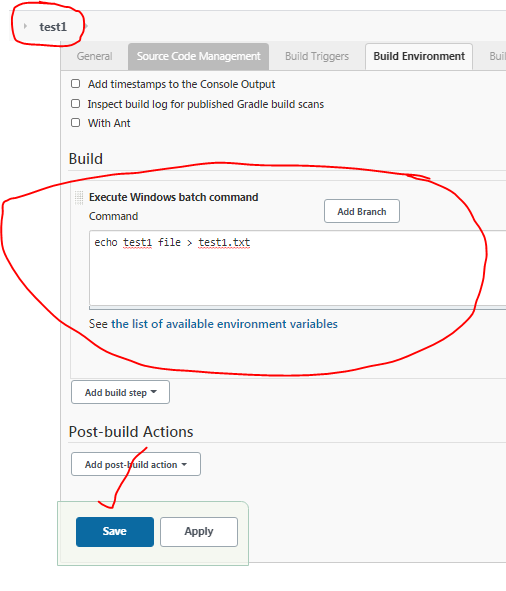 test1
General Source Code Management Build Triggers Build Environment Buil
Add timestamps to the Console Output
Inspect build log for published Gradle build scans
With Ant
Build
Execute Windows batch command
Command
Add Branch
echo test1 file > test1.txt
See the list of available environment variables
Add build step
Post-build Actions
Add post-build action
Save Apply